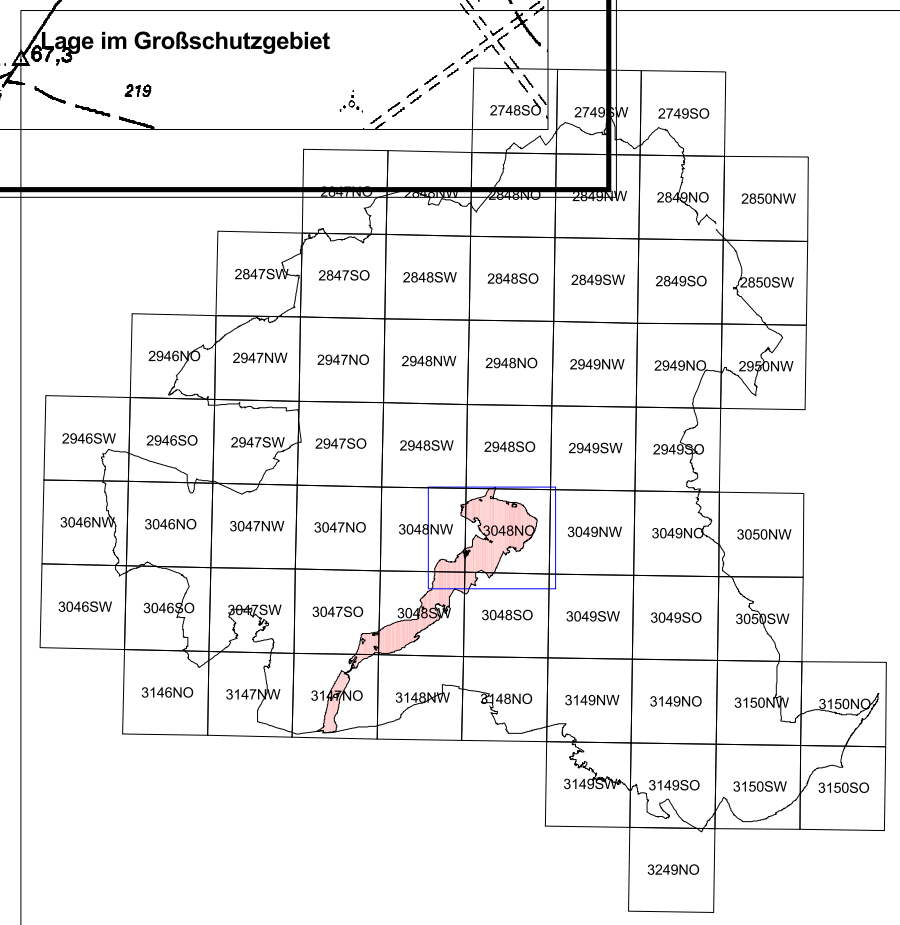 Lage im Großschutzgebiet
67,3
219
2748SO 2749SW 2749SO
2847NO 2848NW 2848NO 2849NW 2849NO 2850NW
2847SW 2847SO 2848SW 2848SO 2849SW 2849SO 2850SW
2946NO 2947NW 2947NO 2948NW 2948NO 2949NW 2949NO 2950NW
2946SW 2946SO 2947SW 2947SO 2948SW 2948SO 2949SW 2949SO
3046NW 3046NO 3047NW 3047NO 3048NW 3048NO 3049NW 3049NO 3050NW
3046SW 3046SO 3047SW 3047SO 3048SW 3048SO 3049SW 3049SO 3050SW
3146NO 3147NW 3147NO 3148NW 3148NO 3149NW 3149NO 3150NW 3150NO
3149SW 3149SO 3150SW 3150SO
3249NO